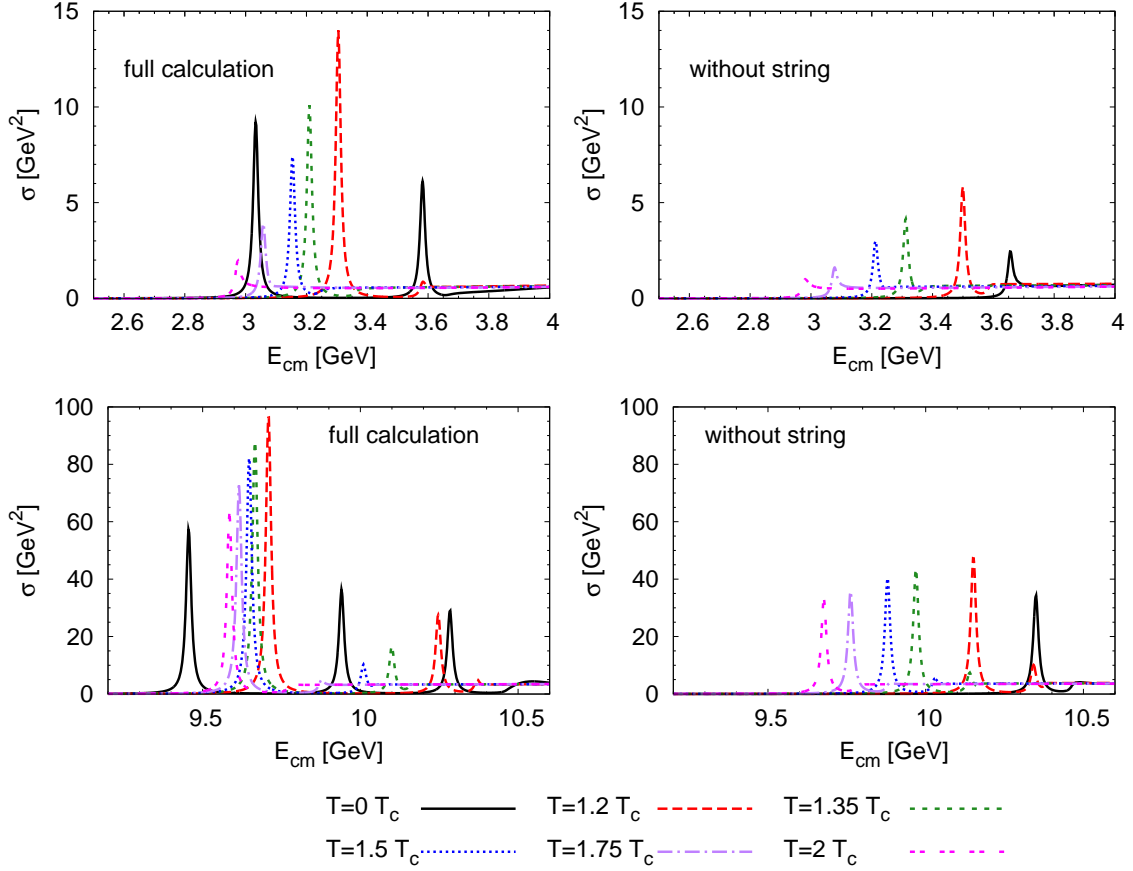 15
10
5
0
σ [GeV²]
full calculation
2.6 2.8 3 3.2 3.4 3.6 3.8 4
E_cm [GeV]
15
10
5
0
σ [GeV²]
without string
2.6 2.8 3 3.2 3.4 3.6 3.8 4
E_cm [GeV]
100
80
60
40
20
0
σ [GeV²]
full calculation
9.5 10 10.5
E_cm [GeV]
100
80
60
40
20
0
σ [GeV²]
without string
9.5 10 10.5
E_cm [GeV]
T=0 T_c T=1.2 T_c T=1.35 T_c
T=1.5 T_c T=1.75 T_c T=2 T_c